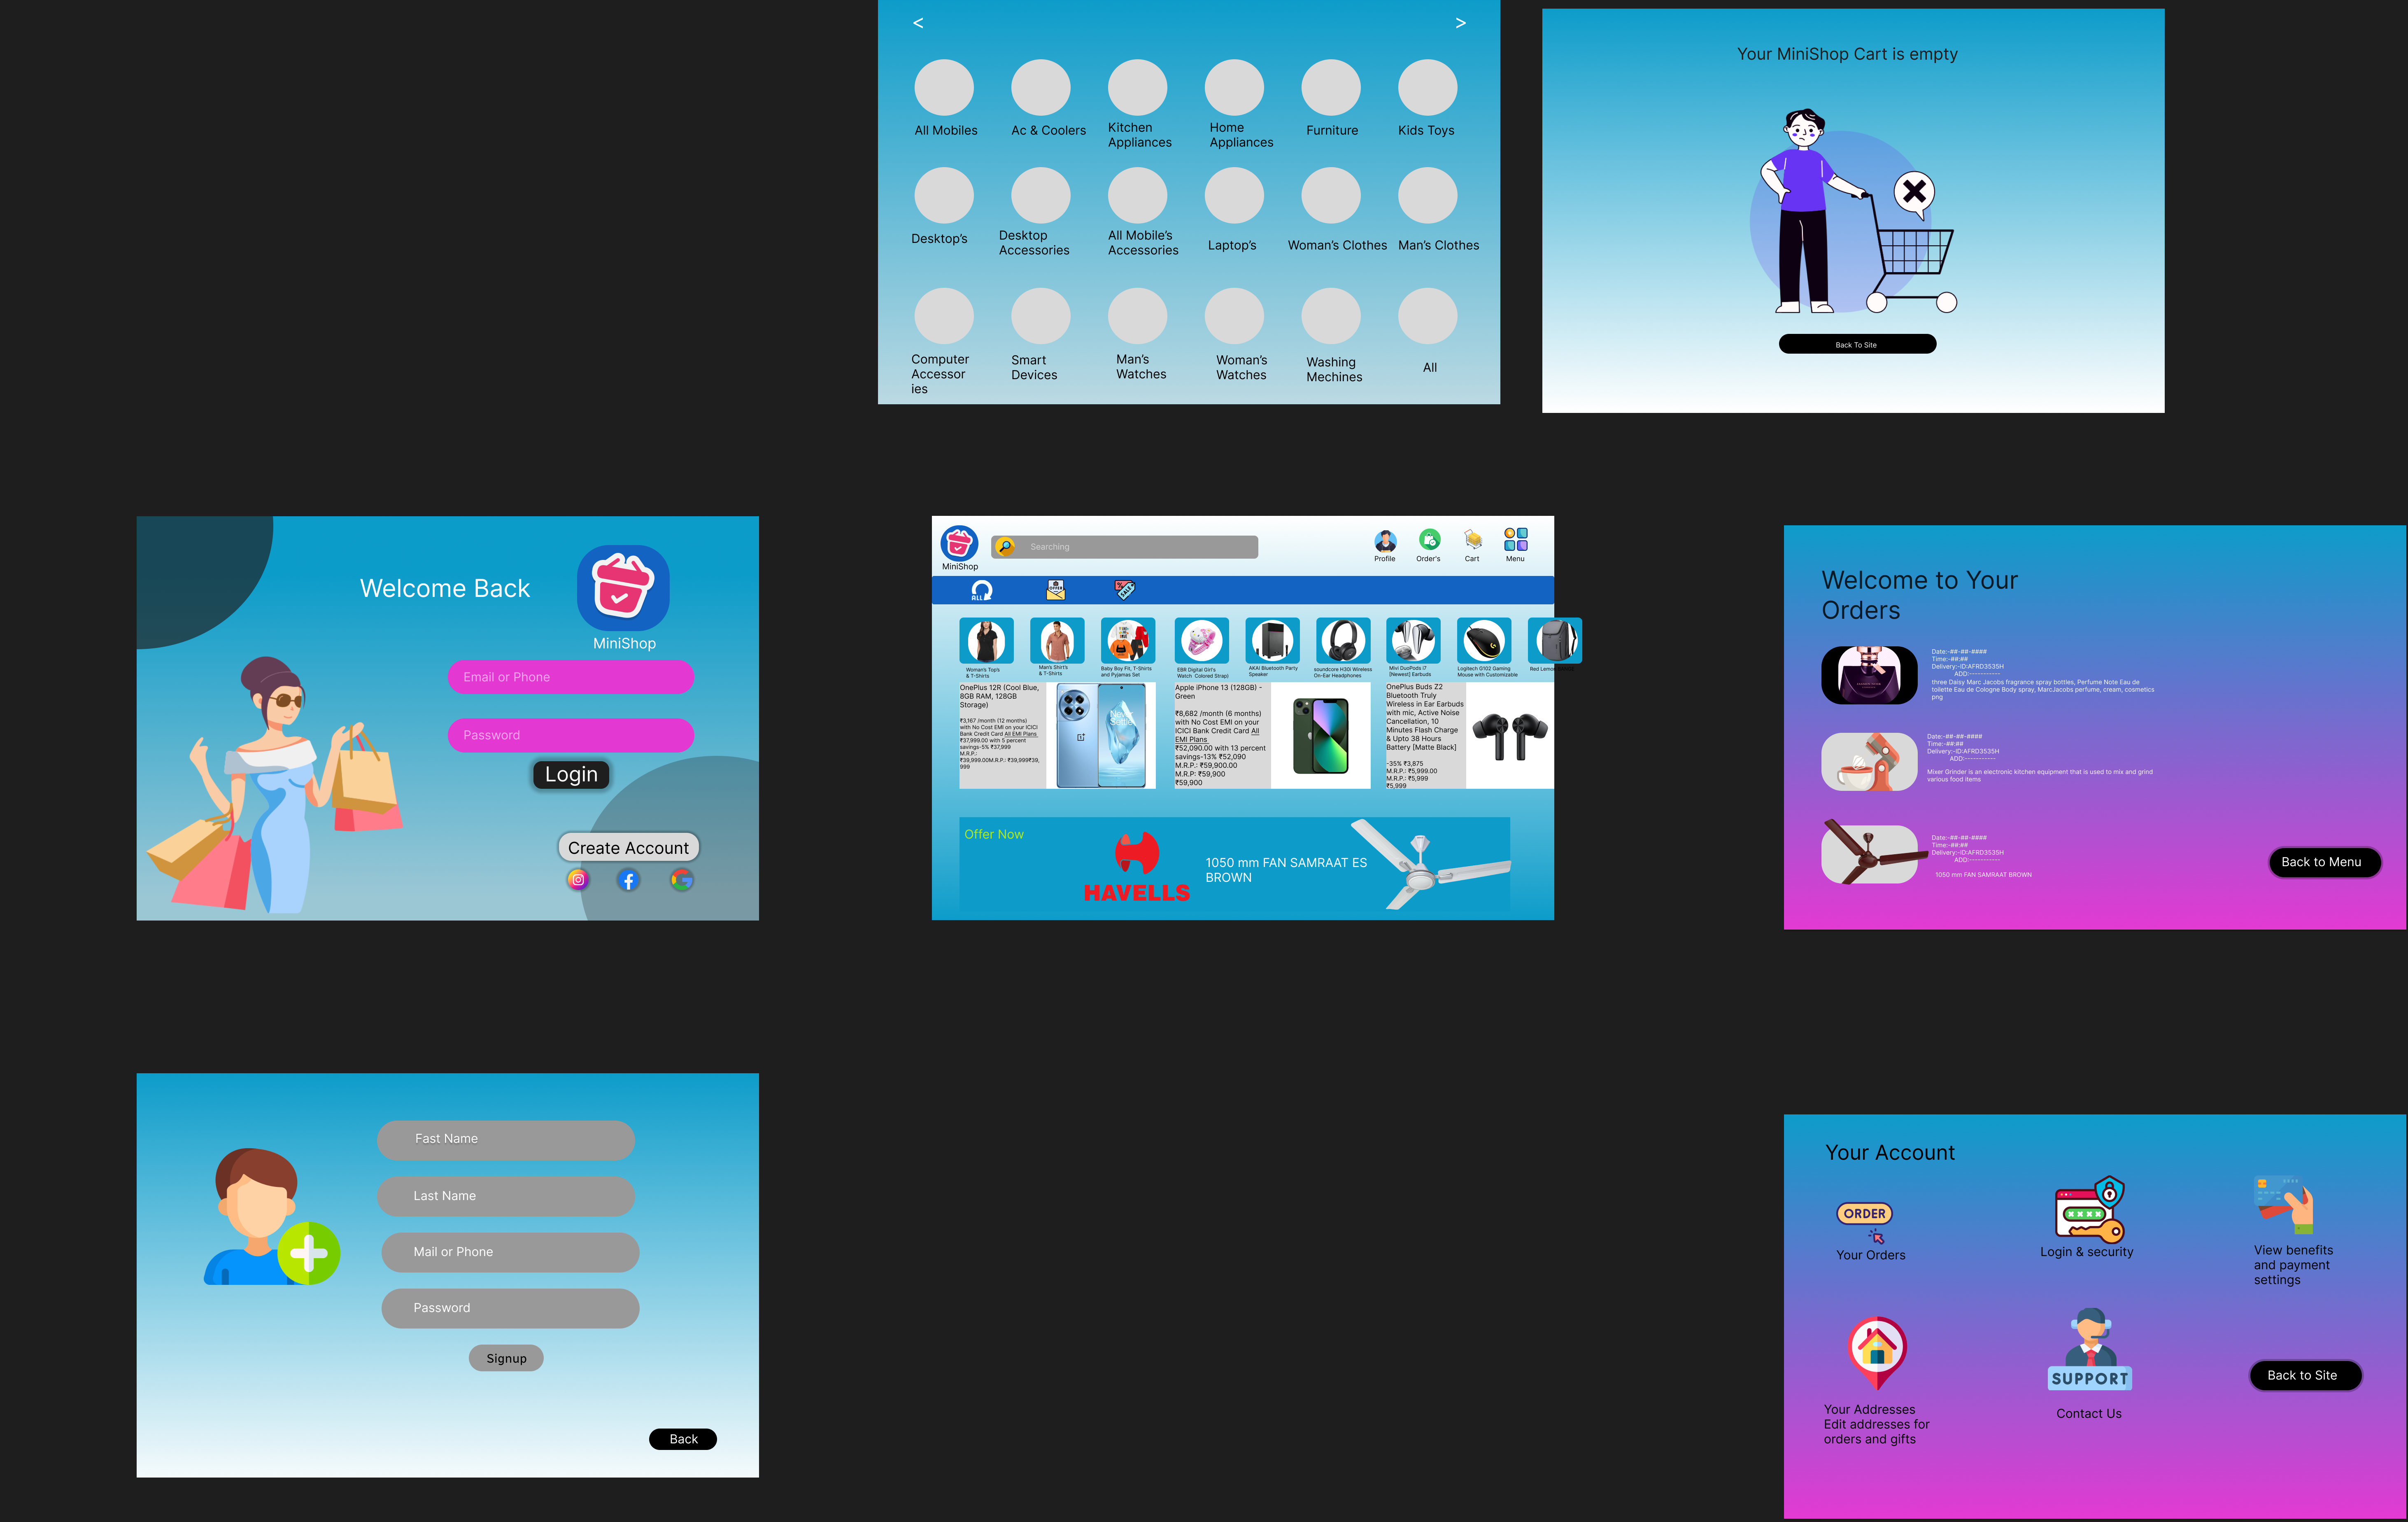 < >
All Mobiles
Ac & Coolers
Kitchen
Appliances
Home
Appliances
Furniture
Kids Toys
Desktop’s
Desktop
Accessories
All Mobile’s
Accessories
Laptop’s
Woman’s Clothes
Man’s Clothes
Computer
Accessor
ies
Smart
Devices
Man’s
Watches
Woman’s
Watches
Washing
Mechines
All
Your MiniShop Cart is empty
Back To Site
Welcome Back
MiniShop
Email or Phone
Password
Login
Create Account
MiniShop
Searching
Profile
Order's
Cart
Menu
ALL
OFFER
SALE
Women's Top's
& T-Shirts
Man's Shirt's
& T-Shirts
Baby Boy Fit, T-Shirts
and Pyjamas Set
EBR Digital Girl's
Watch Colored Strap)
AKAI Bluetooth Party
Speaker
soundcore H30i Wireless
On-Ear Headphones
Mivi DuoPods i7
[Newest] Earbuds
Logitech G102 Gaming
Mouse with Customizable
Red Lemon
OnePlus 12R (Cool Blue,
8GB RAM, 128GB
Storage)
₹3,167 /month (12 months)
with No Cost EMI on your ICICI
Bank Credit Card All EMI Plans
₹37,999.00 with 5 percent
savings-5% ₹37,999
M.R.P.:
₹39,999.00M.R.P.: ₹39,999₹39,
999
Never
Settle
Apple iPhone 13 (128GB) -
Green
₹8,682 /month (6 months)
with No Cost EMI on your
ICICI Bank Credit Card All
EMI Plans
₹52,090.00 with 13 percent
savings-13% ₹52,090
M.R.P.: ₹59,900.00
M.R.P: ₹59,900
₹59,900
OnePlus Buds Z2
Bluetooth Truly
Wireless in Ear Earbuds
with mic, Active Noise
Cancellation, 10
Minutes Flash Charge
& Upto 38 Hours
Battery [Matte Black]
-35% ₹3,875
M.R.P.: ₹5,999.00
M.R.P.: ₹5,999
₹5,999
Offer Now
HAVELLS
1050 mm FAN SAMRAAT ES
BROWN
Welcome to Your
Orders
Date:-##-##-####
Time:-##:##
Delivery:-ID:AFRD3535H
ADD:-----------
three Daisy Marc Jacobs fragrance spray bottles, Perfume Note Eau de
toilette Eau de Cologne Body spray, MarcJacobs perfume, cream, cosmetics
png
Date:-##-##-####
Time:-##:##
Delivery:-ID:AFRD3535H
ADD:-----------
Mixer Grinder is an electronic kitchen equipment that is used to mix and grind
various food items
Date:-##-##-####
Time:-##:##
Delivery:-ID:AFRD3535H
ADD:-----------
1050 mm FAN SAMRAAT BROWN
Back to Menu
Fast Name
Last Name
Mail or Phone
Password
Signup
Back
Your Account
ORDER
Your Orders
Login & security
View benefits
and payment
settings
Your Addresses
Edit addresses for
orders and gifts
SUPPORT
Contact Us
Back to Site